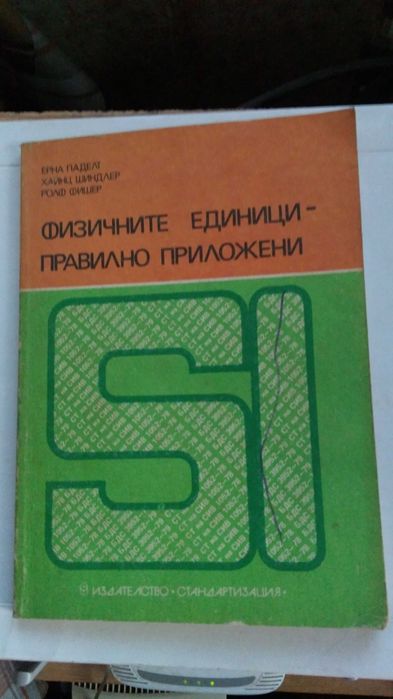 ЕРНА ПАДЕЛТ
ХАЙНЦ ШИНДЛЕР
РОЛФ ФИШЕР
ФИЗИЧНИТЕ ЕДИНИЦИ –
ПРАВИЛНО ПРИЛОЖЕНИ
SI
ИЗДАТЕЛСТВО • СТАНДАРТИЗАЦИЯ •